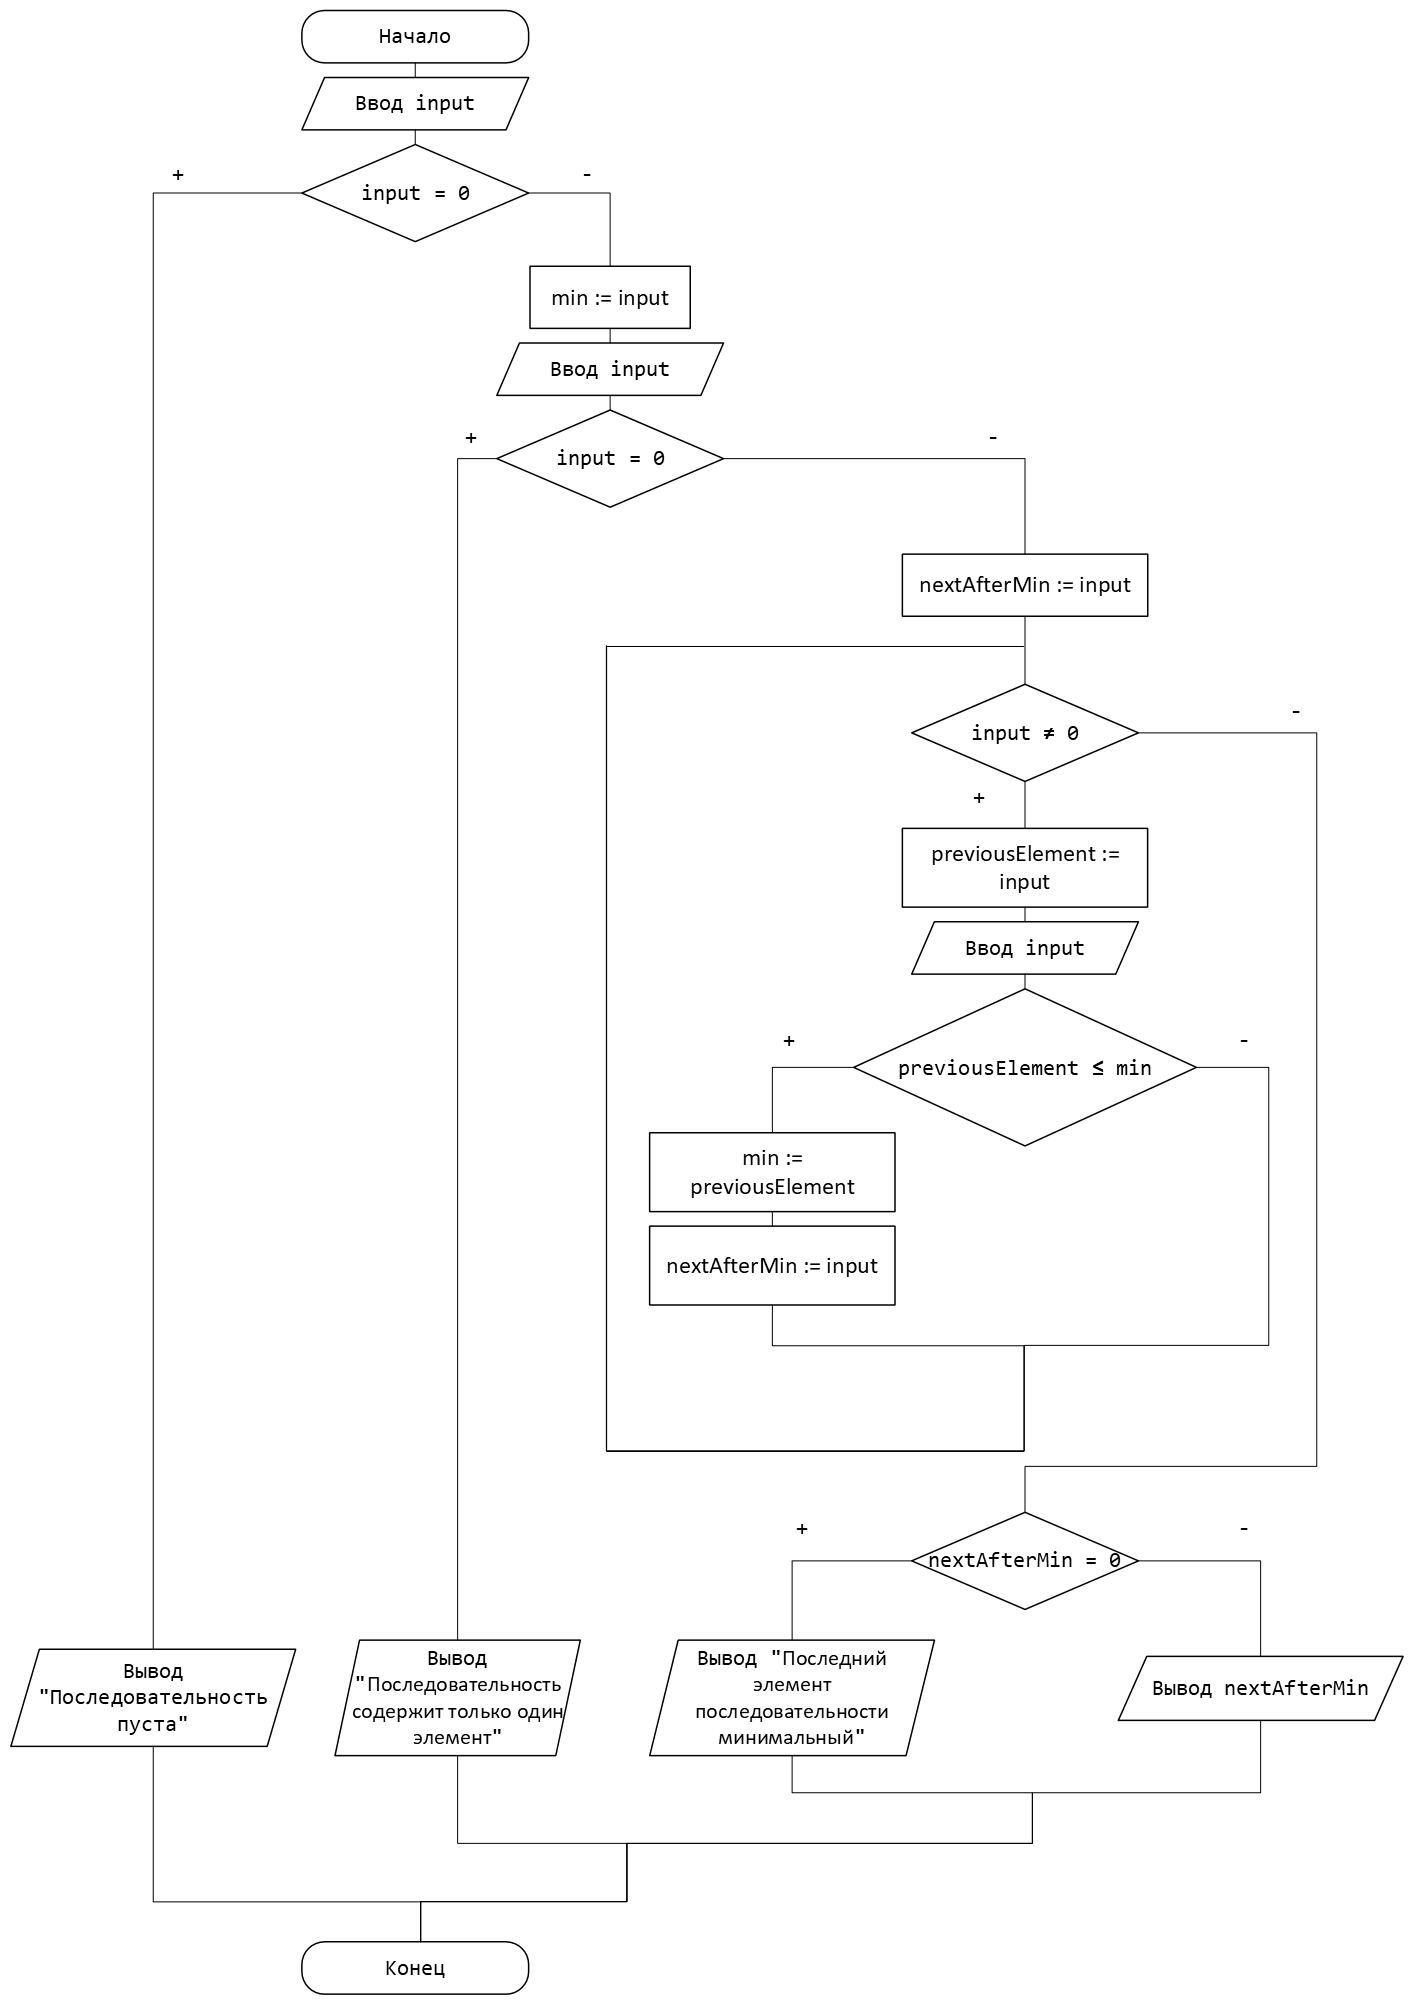 Начало
Ввод input
+
-
input = 0
min := input
Ввод input
+
-
input = 0
nextAfterMin := input
-
input ≠ 0
+
previousElement :=
input
Ввод input
+
-
previousElement ≤ min
min :=
previousElement
nextAfterMin := input
+
-
nextAfterMin = 0
Вывод
"Последовательность
пуста"
Вывод
"Последовательность
содержит только один
элемент"
Вывод "Последний
элемент
последовательности
минимальный"
Вывод nextAfterMin
Конец